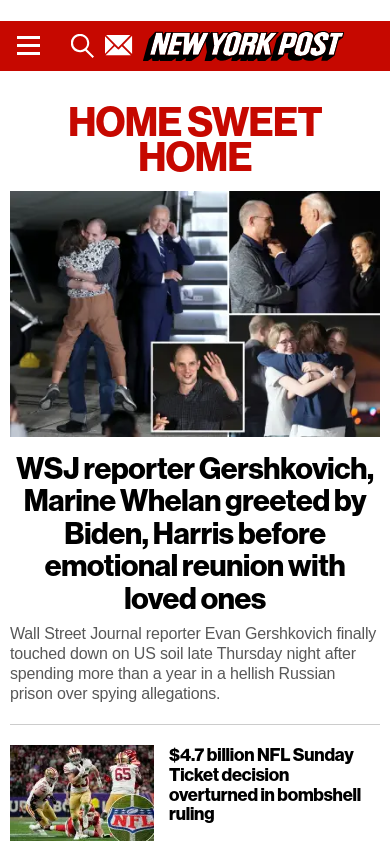 NEW YORK POST
HOME SWEET
HOME
WSJ reporter Gershkovich,
Marine Whelan greeted by
Biden, Harris before
emotional reunion with
loved ones
Wall Street Journal reporter Evan Gershkovich finally
touched down on US soil late Thursday night after
spending more than a year in a hellish Russian
prison over spying allegations.
$4.7 billion NFL Sunday
Ticket decision
overturned in bombshell
ruling
65
NFL